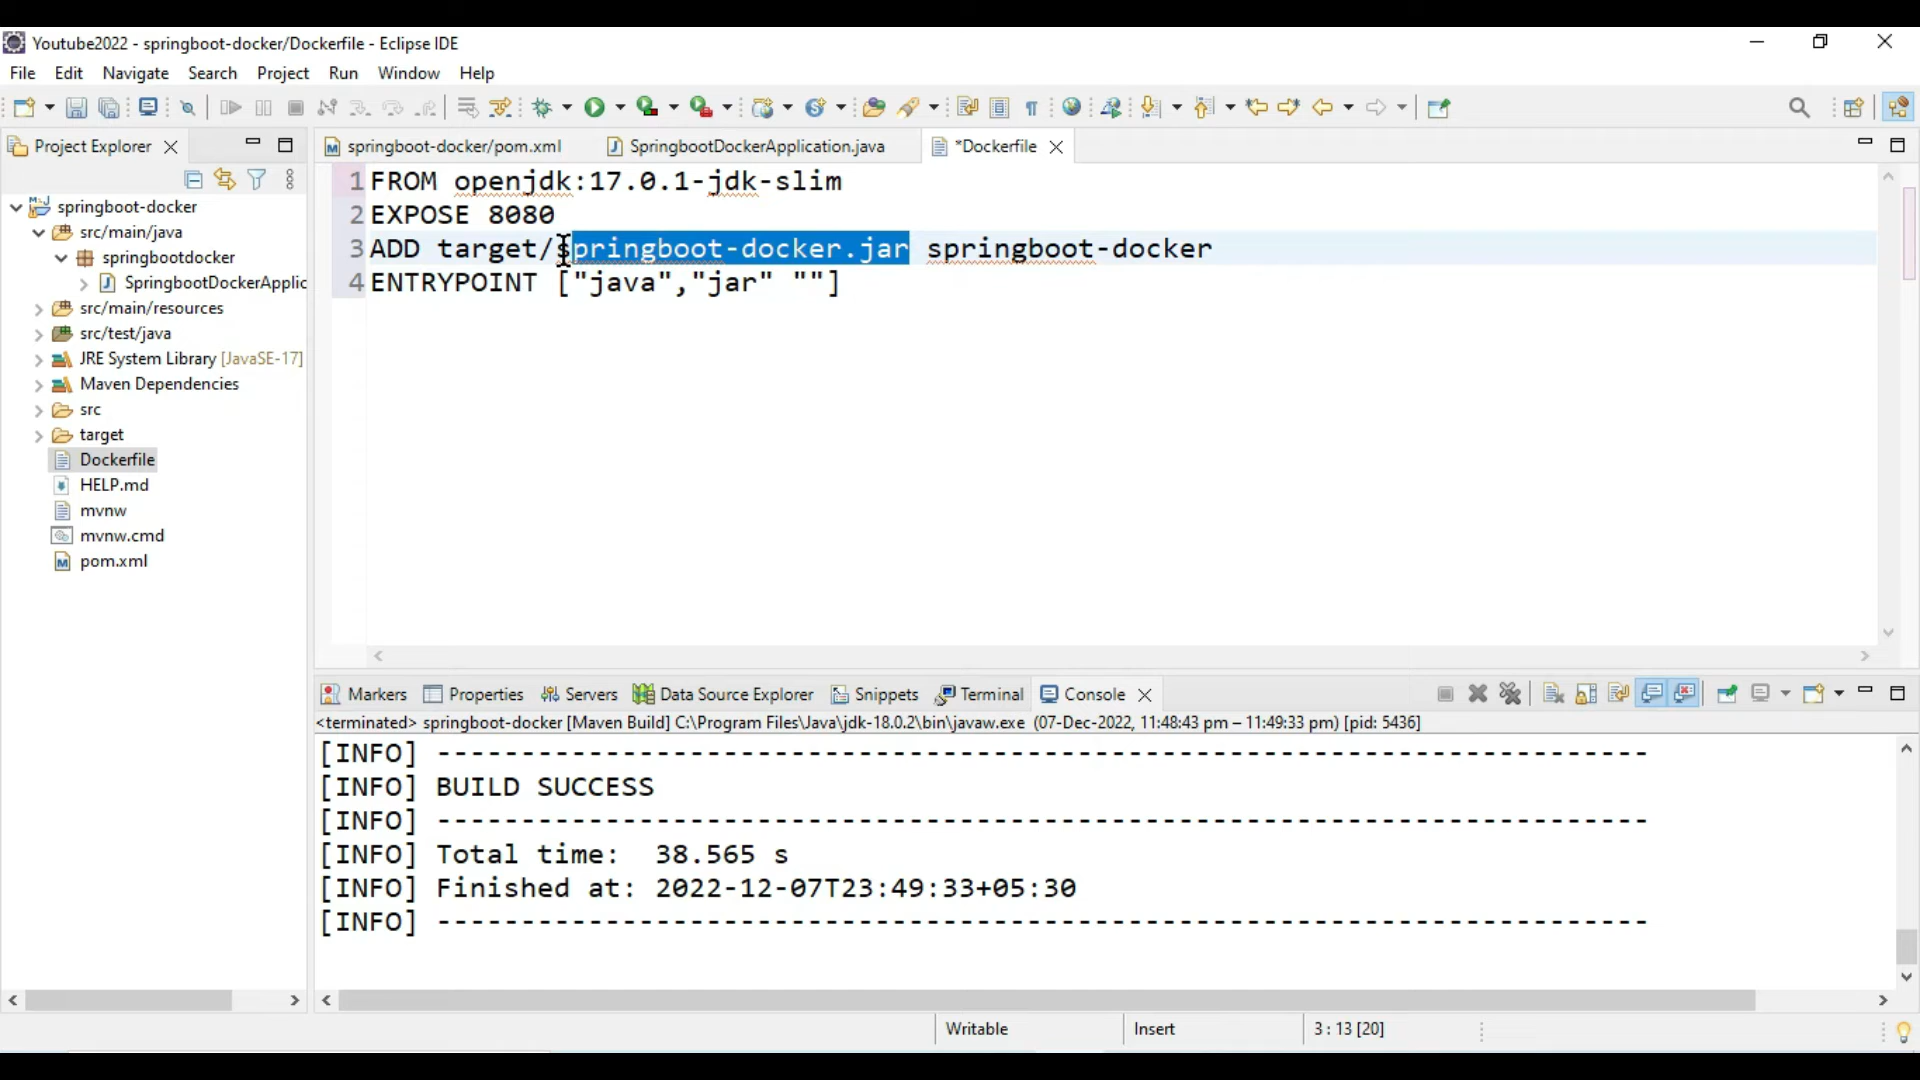 Youtube2022 - springboot-docker/Dockerfile - Eclipse IDE
File Edit Navigate Search Project Run Window Help
Project Explorer
springboot-docker/pom.xml SpringbootDockerApplication.java *Dockerfile
springboot-docker
src/main/java
springbootdocker
SpringbootDockerApplic
src/main/resources
src/test/java
JRE System Library [JavaSE-17]
Maven Dependencies
src
target
Dockerfile
HELP.md
mvnw
mvnw.cmd
pom.xml
1 FROM openjdk:17.0.1-jdk-slim
2 EXPOSE 8080
3 ADD target/springboot-docker.jar springboot-docker
4 ENTRYPOINT ["java","jar" ""]
Markers Properties Servers Data Source Explorer Snippets Terminal Console
<terminated> springboot-docker [Maven Build] C:\Program Files\Java\jdk-18.0.2\bin\javaw.exe (07-Dec-2022, 11:48:43 pm – 11:49:33 pm) [pid: 5436]
[INFO] ------------------------------------------------------------------------
[INFO] BUILD SUCCESS
[INFO] ------------------------------------------------------------------------
[INFO] Total time:  38.565 s
[INFO] Finished at: 2022-12-07T23:49:33+05:30
[INFO] ------------------------------------------------------------------------
Writable Insert 3 : 13 [20]